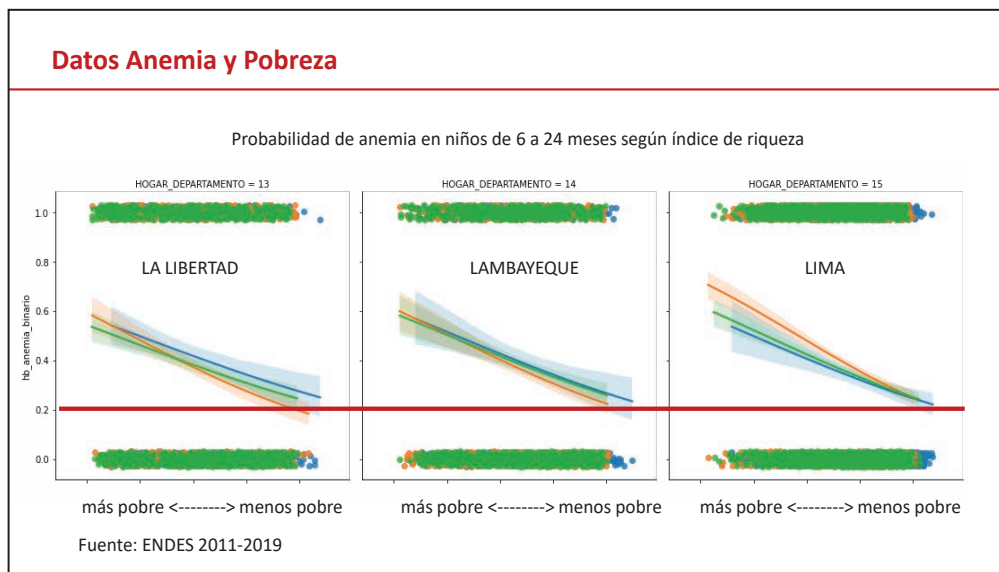 Datos Anemia y Pobreza
Probabilidad de anemia en niños de 6 a 24 meses según índice de riqueza
HOGAR_DEPARTAMENTO = 13
HOGAR_DEPARTAMENTO = 14
HOGAR_DEPARTAMENTO = 15
hb_anemia_binario
1.0
0.8
0.6
0.4
0.2
0.0
LA LIBERTAD
LAMBAYEQUE
LIMA
más pobre <--------> menos pobre
más pobre <--------> menos pobre
más pobre <--------> menos pobre
Fuente: ENDES 2011-2019